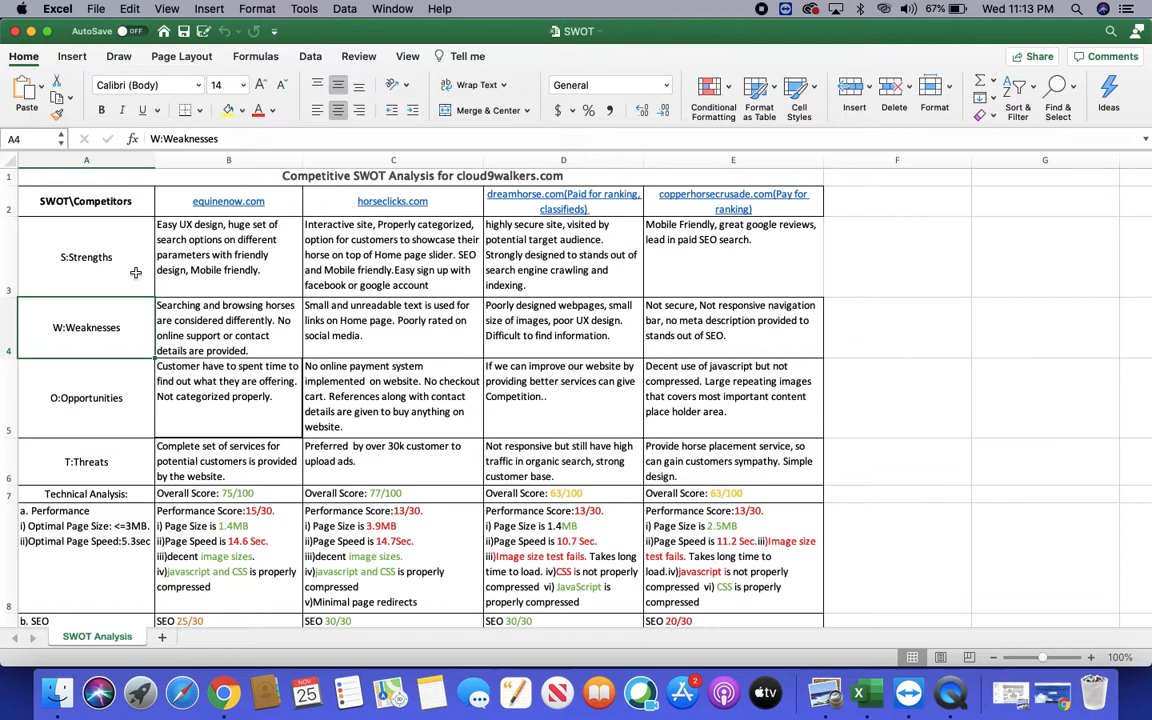 Excel File Edit View Insert Format Tools Data Window Help 67% Wed 11:13 PM
AutoSave OFF SWOT
Home Insert Draw Page Layout Formulas Data Review View Tell me Share Comments
Paste Calibri (Body) 14 Wrap Text General Conditional Formatting Format as Table Cell Styles Insert Delete Format Sort & Filter Find & Select Ideas
B I U Merge & Center $ % 
A4 fx W:Weaknesses
A B C D E F G
1 Competitive SWOT Analysis for cloud9walkers.com
2
SWOT\Competitors
equinenow.com
horseclicks.com
dreamhorse.com(Paid for ranking,
classifieds)
copperhorsecrusade.com(Pay for
ranking)
3
S:Strengths
Easy UX design, huge set of
search options on different
parameters with friendly
design, Mobile friendly.
Interactive site, Properly categorized,
option for customers to showcase their
horse on top of Home page slider. SEO
and Mobile friendly.Easy sign up with
facebook or google account
highly secure site, visited by
potential target audience.
Strongly designed to stands out of
search engine crawling and
indexing.
Mobile Friendly, great google reviews,
lead in paid SEO search.
4
W:Weaknesses
Searching and browsing horses
are considered differently. No
online support or contact
details are provided.
Small and unreadable text is used for
links on Home page. Poorly rated on
social media.
Poorly designed webpages, small
size of images, poor UX design.
Difficult to find information.
Not secure, Not responsive navigation
bar, no meta description provided to
stands out of SEO.
5
O:Opportunities
Customer have to spent time to
find out what they are offering.
Not categorized properly.
No online payment system
implemented on website. No checkout
cart. References along with contact
details are given to buy anything on
website.
If we can improve our website by
providing better services can give
Competition..
Decent use of javascript but not
compressed. Large repeating images
that covers most important content
place holder area.
6
T:Threats
Complete set of services for
potential customers is provided
by the website.
Preferred by over 30k customer to
upload ads.
Not responsive but still have high
traffic in organic search, strong
customer base.
Provide horse placement service, so
can gain customers sympathy. Simple
design.
7
Technical Analysis:
Overall Score: 75/100
Overall Score: 77/100
Overall Score: 63/100
Overall Score: 63/100
8
a. Performance
i) Optimal Page Size: <=3MB.
ii)Optimal Page Speed:5.3sec
Performance Score:15/30.
i) Page Size is 1.4MB
ii)Page Speed is 14.6 Sec.
iii)decent image sizes.
iv)javascript and CSS is properly
compressed
Performance Score:13/30.
i) Page Size is 3.9MB
ii)Page Speed is 14.7Sec.
iii)decent image sizes.
iv)javascript and CSS is properly
compressed
v)Minimal page redirects
Performance Score:13/30.
i) Page Size is 1.4MB
ii)Page Speed is 10.7 Sec.
iii)Image size test fails. Takes long
time to load. iv)CSS is not properly
compressed vi) JavaScript is
properly compressed
Performance Score:13/30.
i) Page Size is 2.5MB
ii)Page Speed is 11.2 Sec.iii)Image size
test fails. Takes long time to
load.iv)javascript is not properly
compressed vi) CSS is properly
compressed
b. SEO
SEO 25/30
SEO 30/30
SEO 30/30
SEO 20/30
SWOT Analysis
100%
NOV
25
2
tv